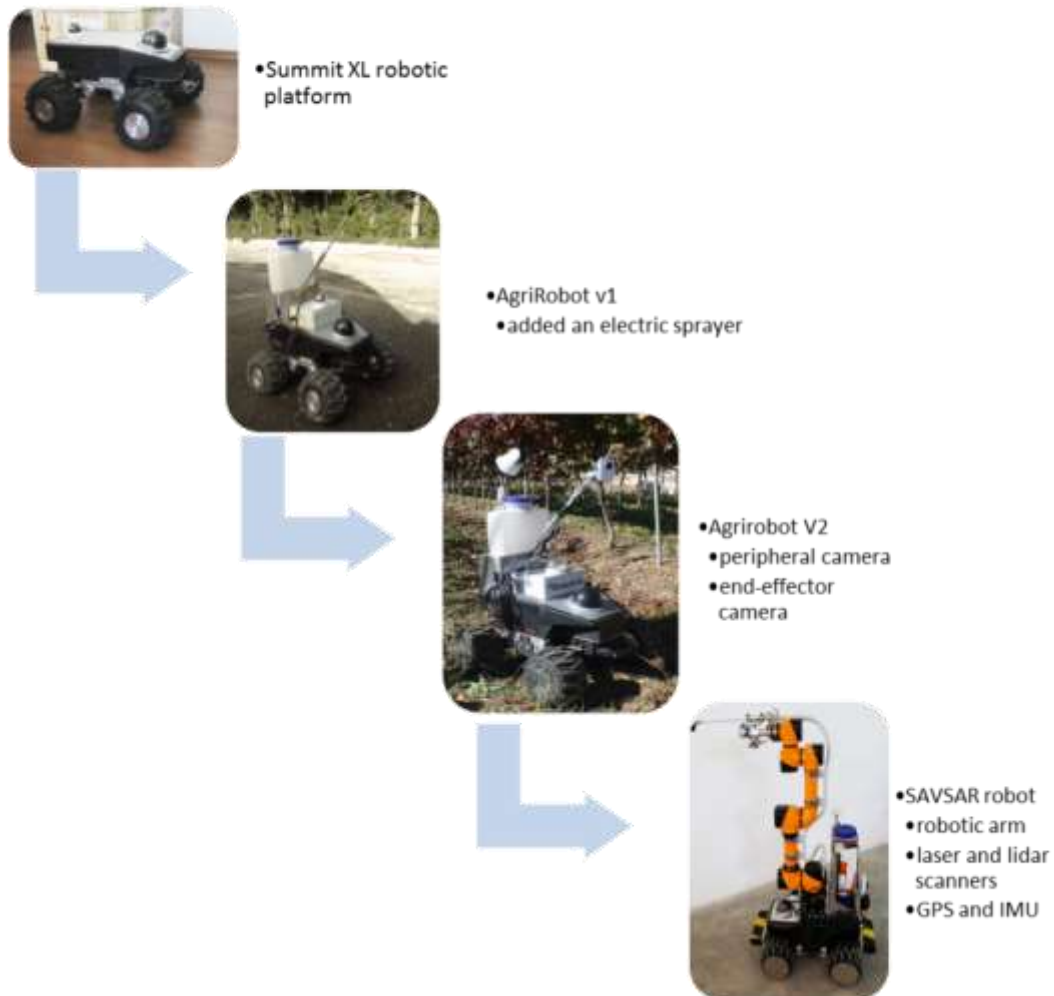 •Summit XL robotic
platform
•AgriRobot v1
•added an electric sprayer
•Agrirobot V2
•peripheral camera
•end-effector
camera
•SAVSAR robot
•robotic arm
•laser and lidar
scanners
•GPS and IMU